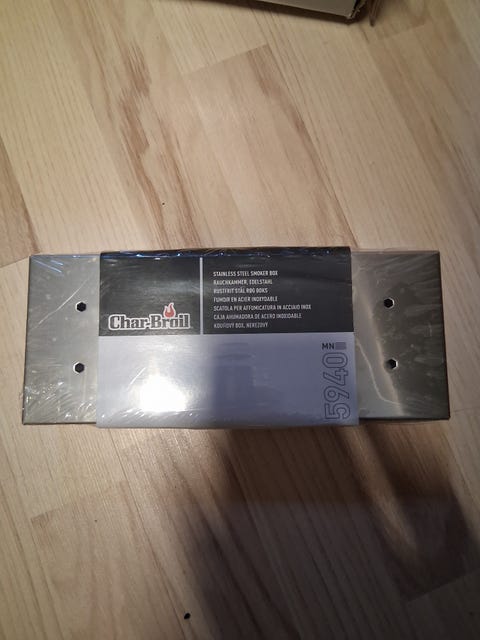 Char-Broil
STAINLESS STEEL SMOKER BOX
RAUCHKAMMER, EDELSTAHL
RUSTFRIT STÅL RØG BOKS
FUMOIR EN ACIER INOXYDABLE
SCATOLA PER AFFUMICATURA IN ACCIAIO INOX
CAJA AHUMADORA DE ACERO INOXIDABLE
KOUŘOVÝ BOX, NEREZOVÝ
MN
5940